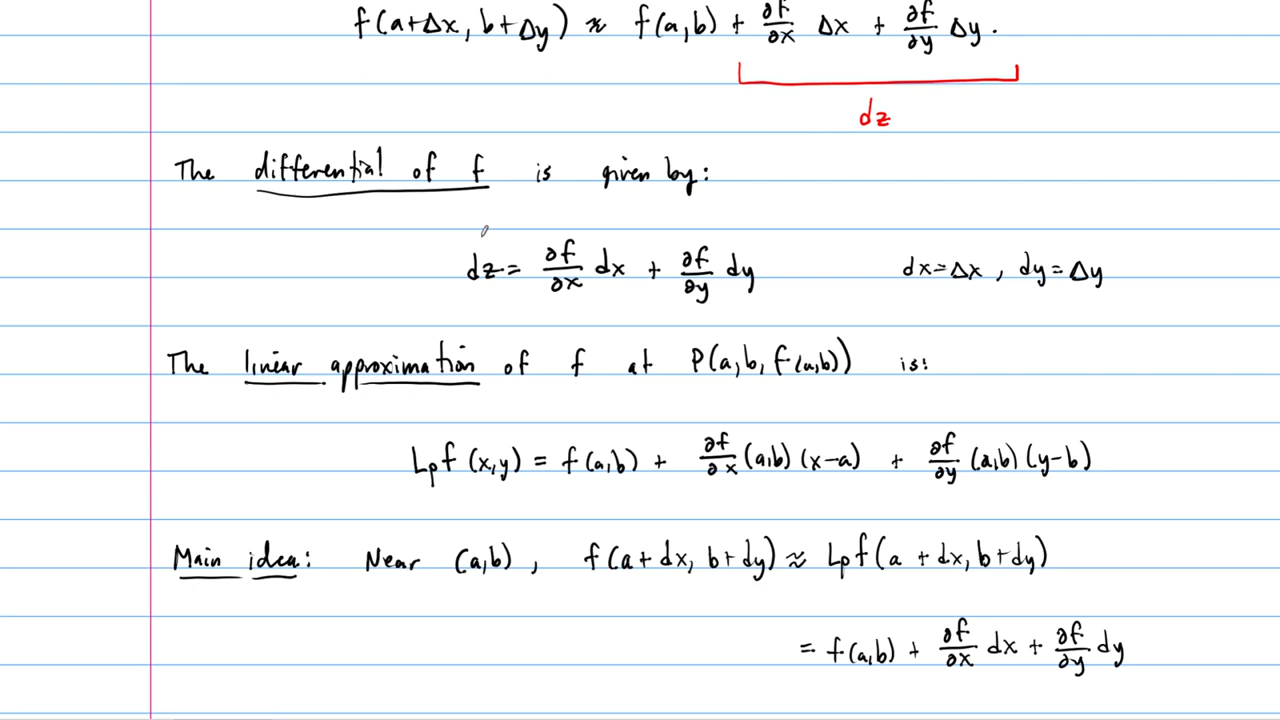 f(a+Δx, b+Δy) ≈ f(a,b) + ∂f/∂x Δx + ∂f/∂y Δy.
dz
The differential of f is given by:
dz = ∂f/∂x dx + ∂f/∂y dy dx=Δx, dy=Δy
The linear approximation of f at P(a,b, f(a,b)) is:
Lpf(x,y) = f(a,b) + ∂f/∂x (a,b)(x-a) + ∂f/∂y (a,b)(y-b)
Main idea: Near (a,b), f(a+dx, b+dy) ≈ Lpf(a+dx, b+dy)
= f(a,b) + ∂f/∂x dx + ∂f/∂y dy